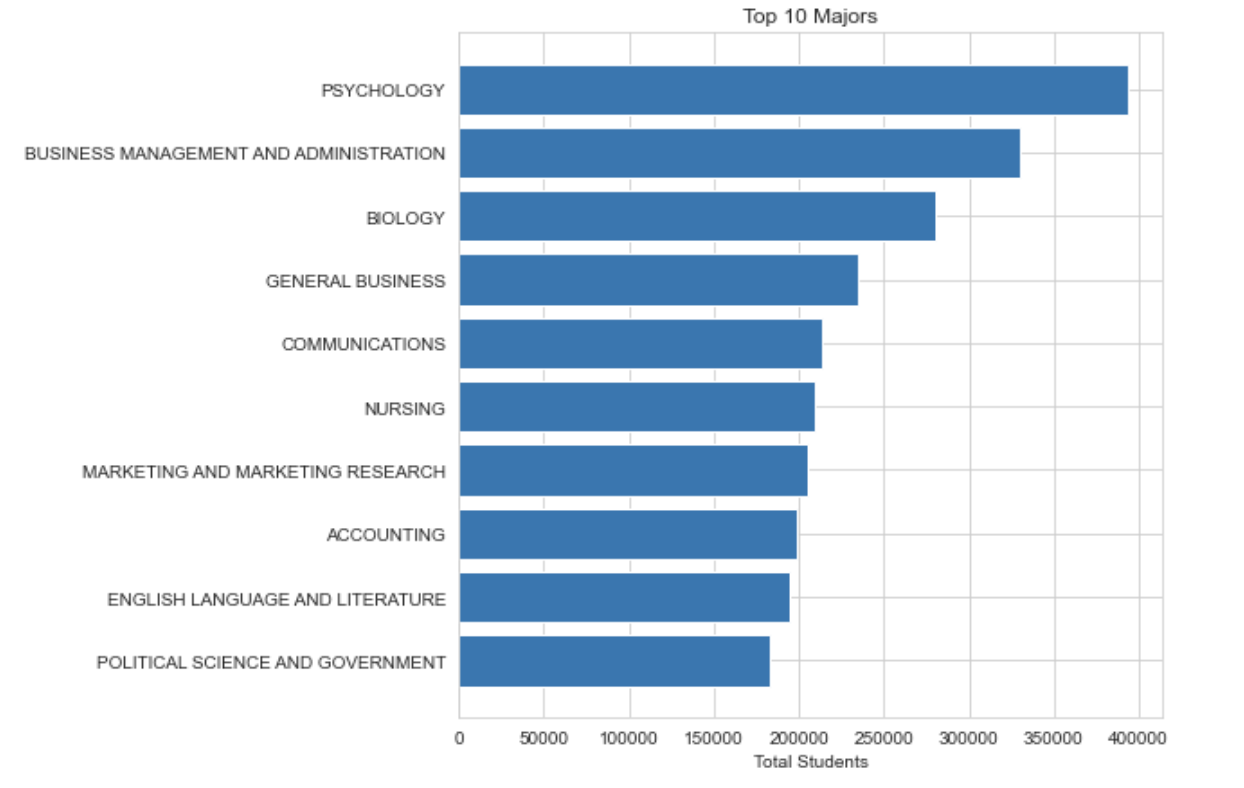 Top 10 Majors
PSYCHOLOGY
BUSINESS MANAGEMENT AND ADMINISTRATION
BIOLOGY
GENERAL BUSINESS
COMMUNICATIONS
NURSING
MARKETING AND MARKETING RESEARCH
ACCOUNTING
ENGLISH LANGUAGE AND LITERATURE
POLITICAL SCIENCE AND GOVERNMENT
0 50000 100000 150000 200000 250000 300000 350000 400000
Total Students